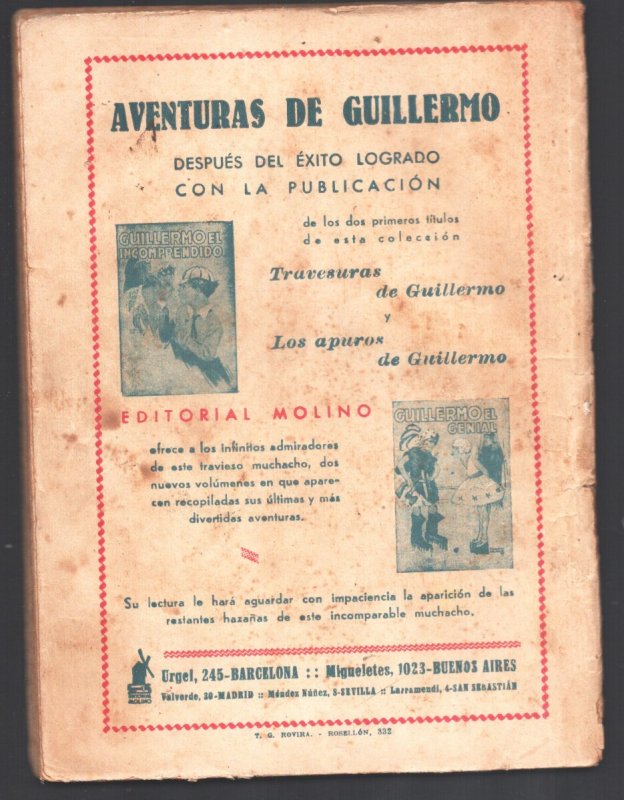 AVENTURAS DE GUILLERMO
DESPUÉS DEL ÉXITO LOGRADO
CON LA PUBLICACIÓN
de los dos primeros títulos
de esta colección
GUILLERMO EL
INCOMPRENDIDO
Travesuras
de Guillermo
y
Los apuros
de Guillermo
EDITORIAL MOLINO
ofrece a los infinitos admiradores
de este travieso muchacho, dos
nuevos volúmenes en que apare-
cen recopiladas sus últimas y más
divertidas aventuras.
GUILLERMO EL
GENIAL
Su lectura le hará aguardar con impaciencia la aparición de las
restantes hazañas de este incomparable muchacho.
MOLINO
Urgel, 245-BARCELONA :: Migueletes, 1023-BUENOS AIRES
Valverde, 30-MADRID :: Méndez Núñez, 8-SEVILLA :: Larramendi, 4-SAN SEBASTIÁN
T. G. ROVIRA. - ROSELLÓN, 332